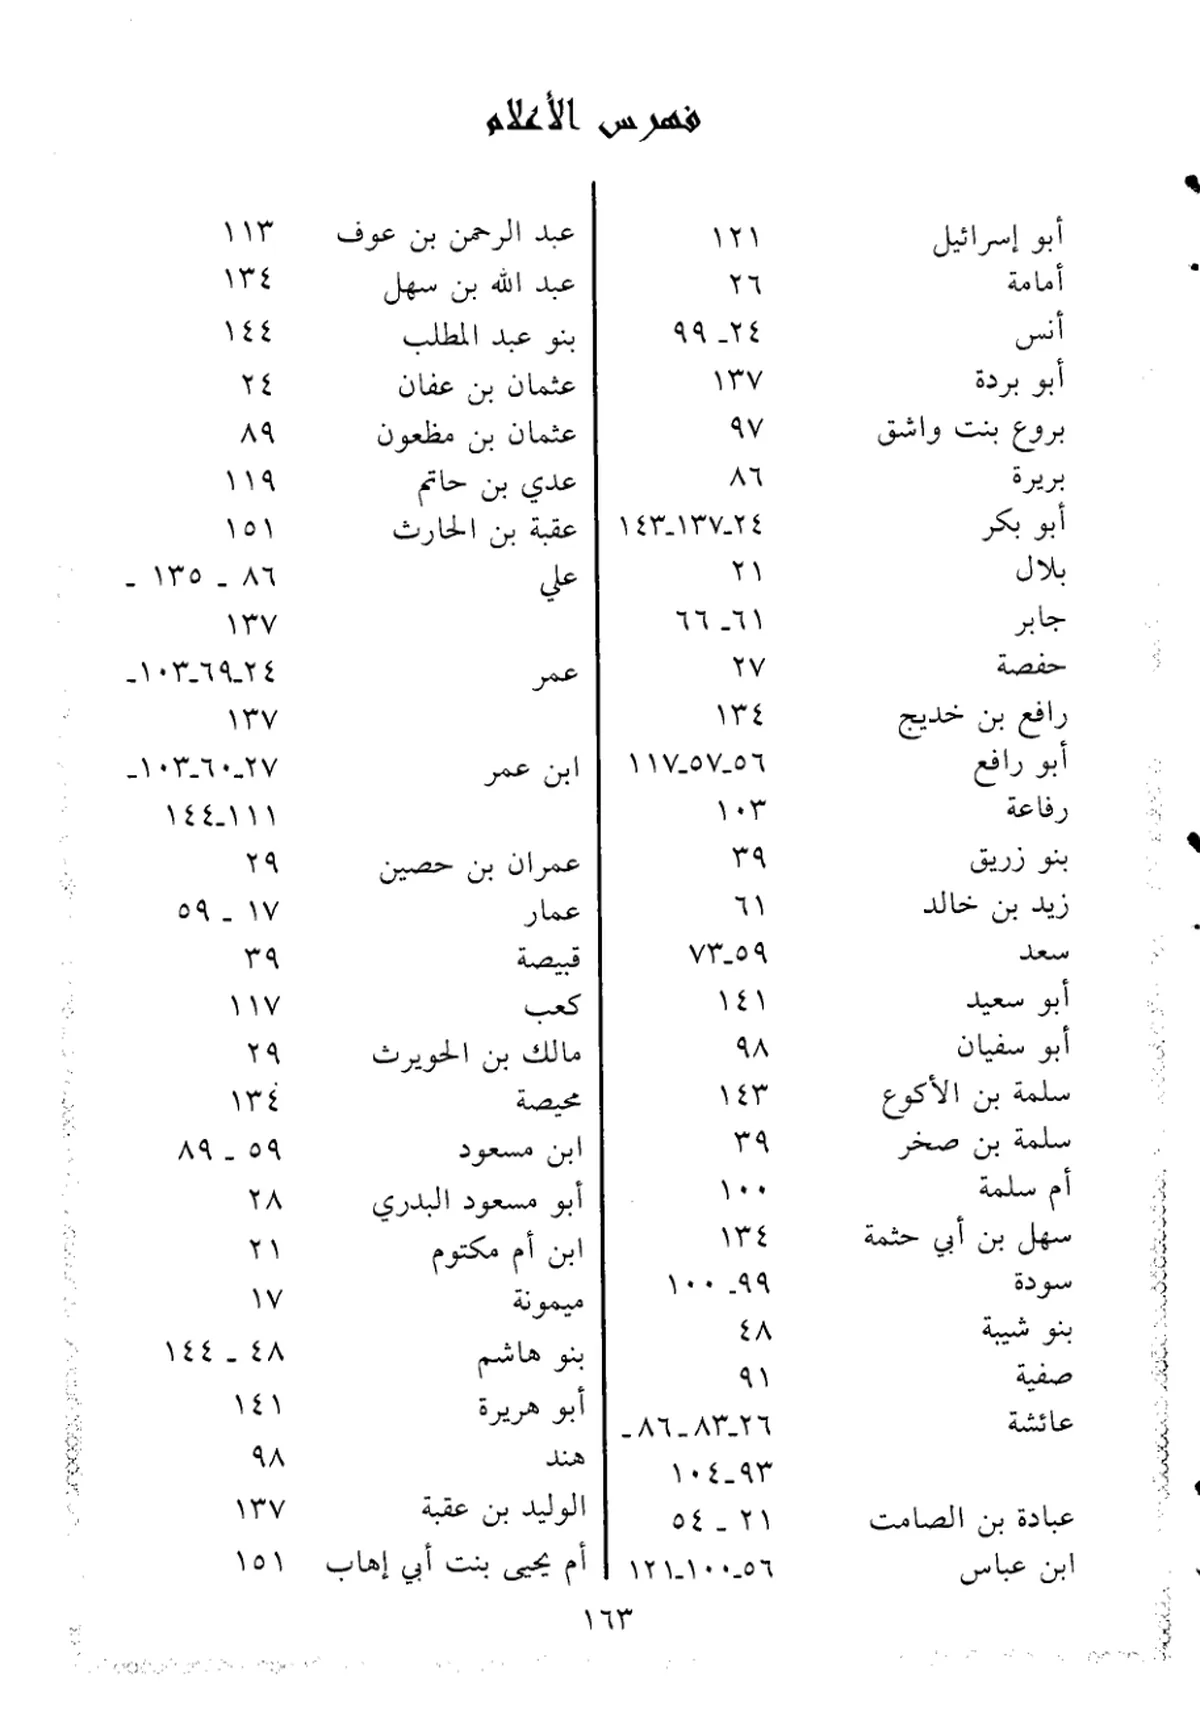 فهرس الأعلام
أبو إسرائيل ١٢١
أمامة ٢٦
أنس ٢٤ـ ٩٩
أبو بردة ١٣٧
بروع بنت واشق ٩٧
بريرة ٨٦
أبو بكر ٢٤ـ١٣٧ـ١٤٣
بلال ٢١
جابر ٦١ـ ٦٦
حفصة ٢٧
رافع بن خديج ١٣٤
أبو رافع ٥٦ـ٥٧ـ١١٧
رفاعة ١٠٣
بنو زريق ٣٩
زيد بن خالد ٦١
سعد ٥٩ـ٧٣
أبو سعيد ١٤١
أبو سفيان ٩٨
سلمة بن الأكوع ١٤٣
سلمة بن صخر ٣٩
أم سلمة ١٠٠
سهل بن أبي حثمة ١٣٤
سودة ٩٩ـ ١٠٠
بنو شيبة ٤٨
صفية ٩١
عائشة ٢٦ـ٨٣ـ ٨٦ ـ
٩٣ـ١٠٤
عبادة بن الصامت ٢١ ـ ٥٤
ابن عباس ٥٦ـ١٠٠ـ١٢١
عبد الرحمن بن عوف ١١٣
عبد الله بن سهل ١٣٤
بنو عبد المطلب ١٤٤
عثمان بن عفان ٢٤
عثمان بن مظعون ٨٩
عدي بن حاتم ١١٩
عقبة بن الحارث ١٥١
علي ٨٦ ـ ١٣٥ ـ
١٣٧
عمر ٢٤ـ٦٩ـ١٠٣ـ
١٣٧
ابن عمر ٢٧ـ٦٠ـ١٠٣ـ
١١١ـ١٤٤
عمران بن حصين ٢٩
عمار ١٧ ـ ٥٩
قبيصة ٣٩
كعب ١١٧
مالك بن الحويرث ٢٩
محيصة ١٣٤
ابن مسعود ٥٩ ـ ٨٩
أبو مسعود البدري ٢٨
ابن أم مكتوم ٢١
ميمونة ١٧
بنو هاشم ٤٨ ـ ١٤٤
أبو هريرة ١٤١
هند ٩٨
الوليد بن عقبة ١٣٧
أم يحيى بنت أبي إهاب ١٥١
١٦٣